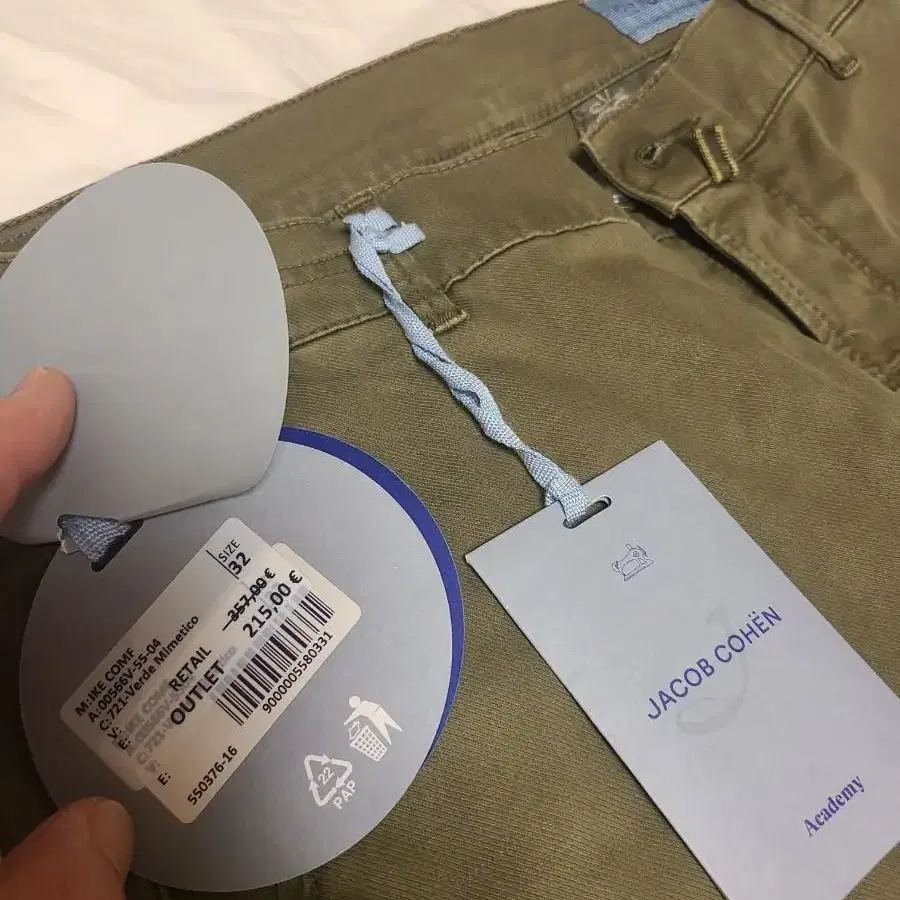 SIZE
32
M:IKE COMF
A:00566V-55-04
C:721-Verde Mimetico
V:
E:
RETAIL 357,00 €
OUTLET 215,00 €
V:
E:
9000005580331
550376-16
22
PAP
JACOB COHËN
Academy